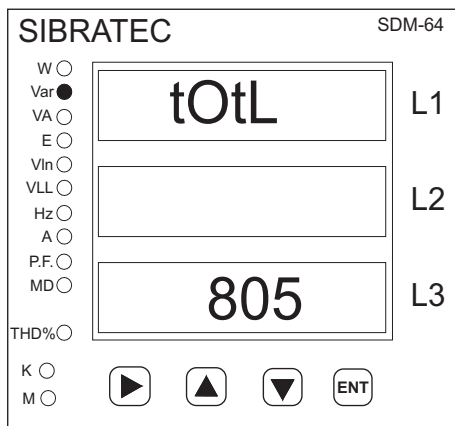 SIBRATEC SDM-64
W
Var
VA
E
Vln
VLL
Hz
A
P.F.
MD
THD%
K
M
tOtL L1
L2
805 L3
ENT